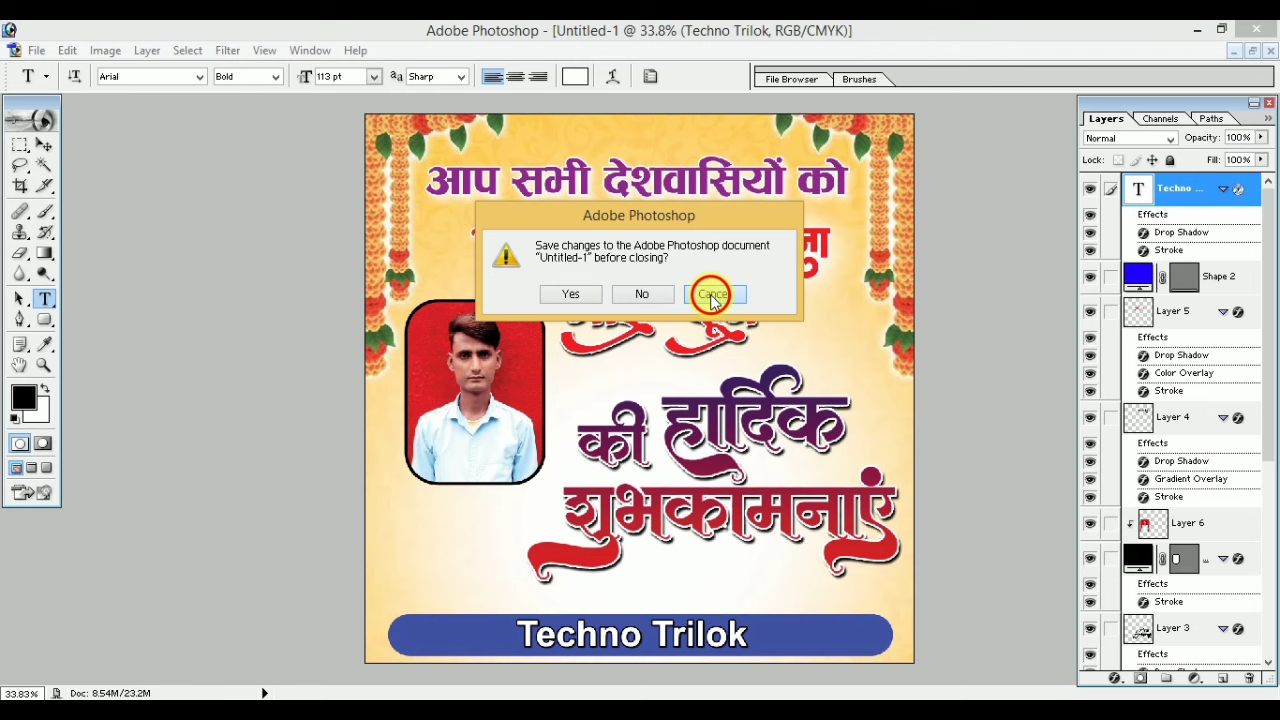 Adobe Photoshop - [Untitled-1 @ 33.8% (Techno Trilok, RGB/CMYK)]
File Edit Image Layer Select Filter View Window Help
T Arial Bold T 113 pt aa Sharp File Browser Brushes
Layers Channels Paths
Normal Opacity: 100%
Lock: Fill: 100%
T Techno ...
Effects
Drop Shadow
Stroke
Shape 2
Layer 5
Effects
Drop Shadow
Color Overlay
Stroke
Layer 4
Effects
Drop Shadow
Gradient Overlay
Stroke
Layer 6
...
Effects
Stroke
Layer 3
Effects
आप सभी देशवासियों को
Adobe Photoshop
Save changes to the Adobe Photoshop document
"Untitled-1" before closing?
Yes No Cancel
की हार्दिक
शुभकामनाएं
Techno Trilok
33.83% Doc: 8.54M/23.2M